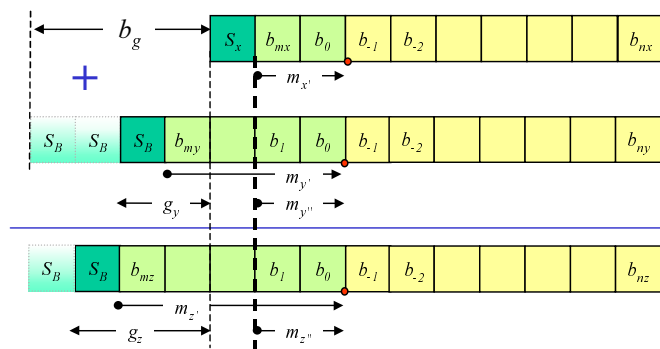 b_g S_x b_mx b_0 b_-1 b_-2 b_nx
+ m_x'
S_B S_B S_B b_my b_1 b_0 b_-1 b_-2 b_ny
m_y'
g_y m_y''
S_B S_B b_mz b_1 b_0 b_-1 b_-2 b_nz
m_z'
g_z m_z''